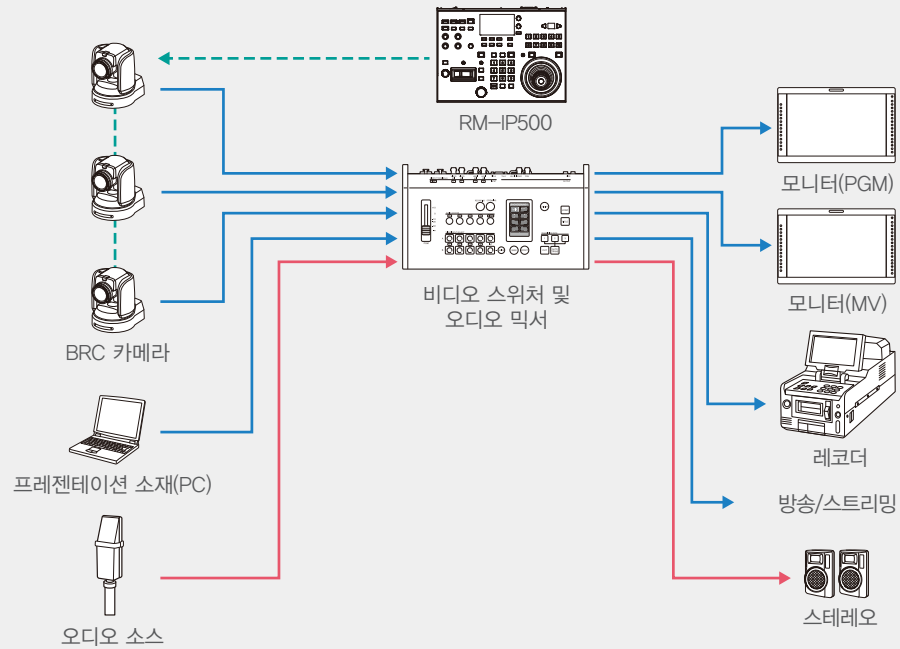 RM-IP500
모니터(PGM)
비디오 스위처 및
오디오 믹서
모니터(MV)
BRC 카메라
레코더
프레젠테이션 소재(PC)
방송/스트리밍
스테레오
오디오 소스